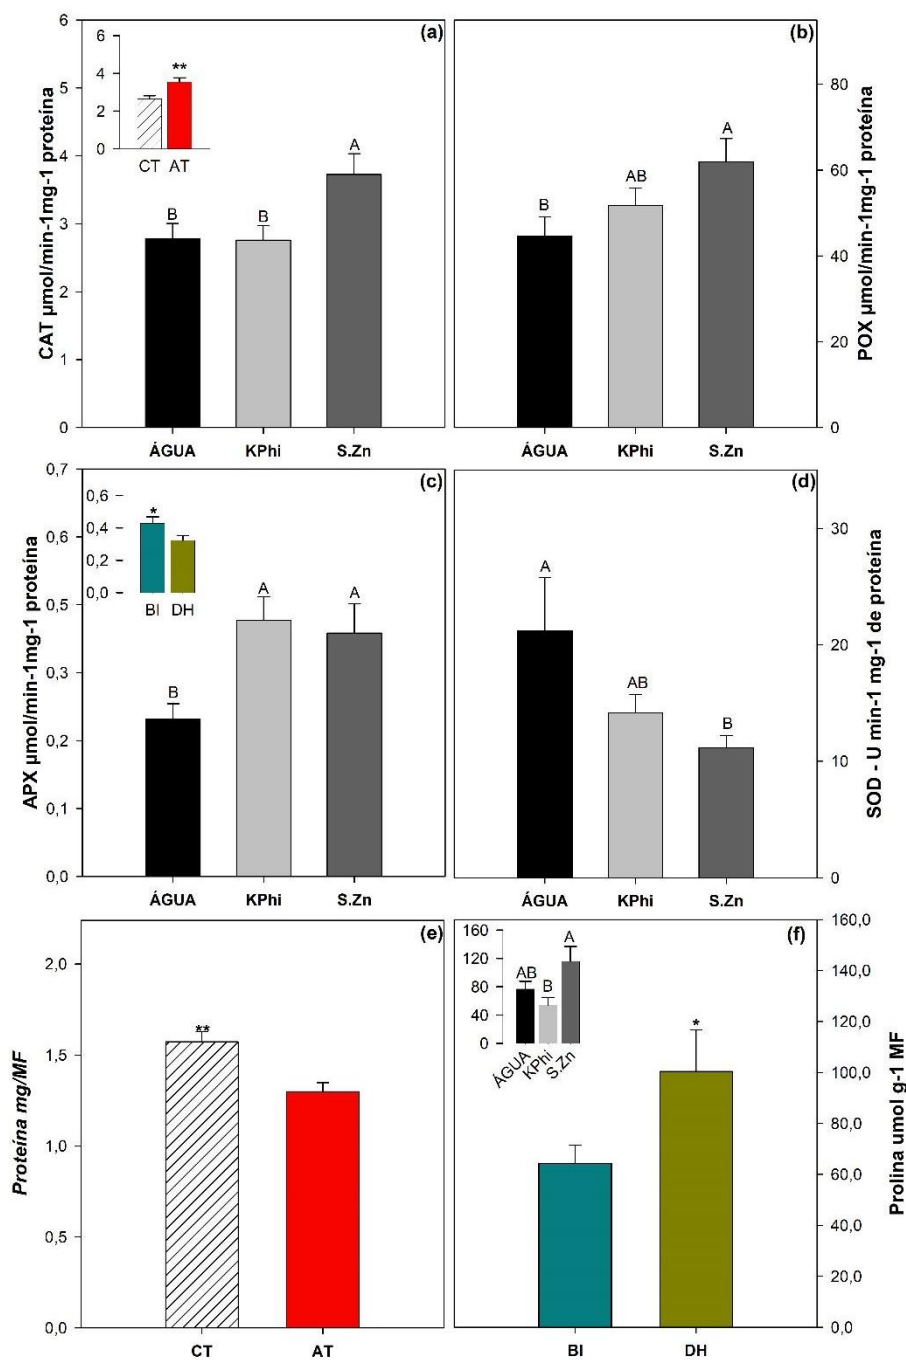 (a)
CAT µmol/min-1mg-1 proteína
6
5
4
3
2
1
0
6
4
2
0
**
CT AT
B B A
ÁGUA KPhi S.Zn
(b)
B AB A
80
60
40
20
0
POX µmol/min-1mg-1 proteína
ÁGUA KPhi S.Zn
(c)
APX µmol/min-1mg-1 proteína
0,7
0,6
0,5
0,3
0,2
0,1
0,0
0,6
0,4
0,2
0,0
*
BI DH
B A A
ÁGUA KPhi S.Zn
(d)
A AB B
30
20
10
0
SOD - U min-1 mg-1 de proteína
ÁGUA KPhi S.Zn
(e)
Proteína mg/MF
2,0
1,5
1,0
0,5
0,0
**
CT AT
(f)
160
120
80
40
0
AB B A
ÁGUA KPhi S.Zn
*
160,0
140,0
120,0
100,0
80,0
60,0
40,0
20,0
0,0
Prolina umol g-1 MF
BI DH